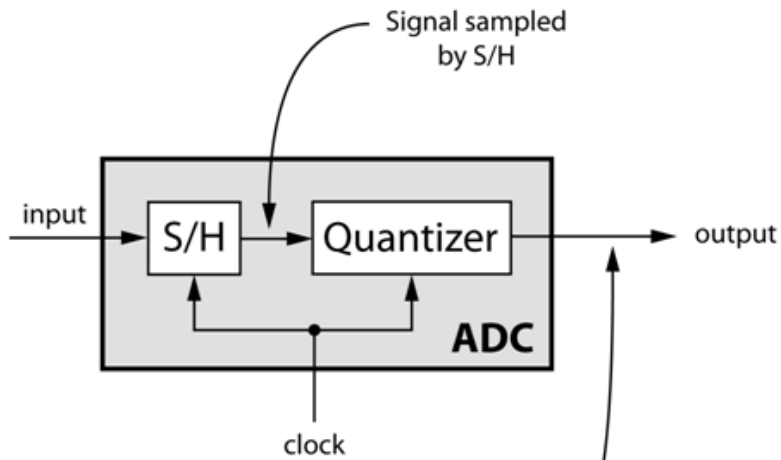 Signal sampled
by S/H
input
S/H
Quantizer
output
ADC
clock